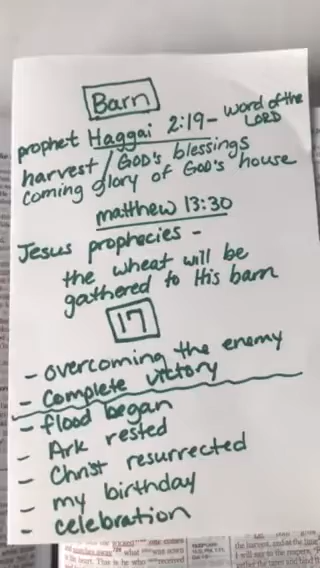 Barn
prophet Haggai 2:19 - word of the LORD
harvest / GOD's blessings
coming glory of GOD's house
matthew 13:30
Jesus prophecies -
the wheat will be
gathered to His barn
17
- overcoming the enemy
- Complete victory
- flood began
- Ark rested
- Christ resurrected
- my birthday
- celebration